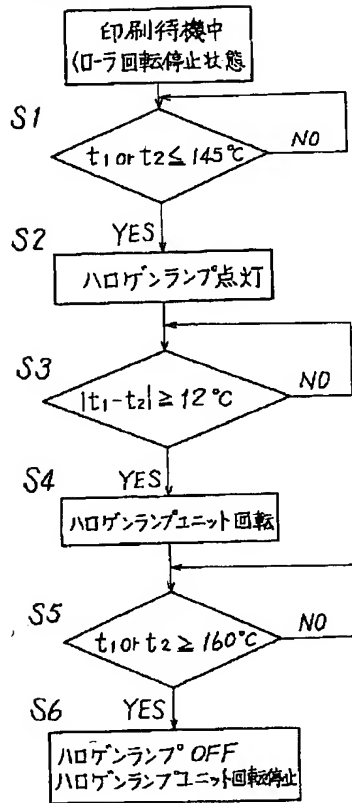 印刷待機中
(ローラ回転停止状態
S1
t1 or t2 ≤ 145℃
NO
YES
S2
ハロゲンランプ点灯
S3
|t1-t2| ≧ 12℃
NO
YES
S4
ハロゲンランプユニット回転
S5
t1 or t2 ≧ 160℃
NO
YES
S6
ハロゲンランプ OFF
ハロゲンランプユニット回転停止